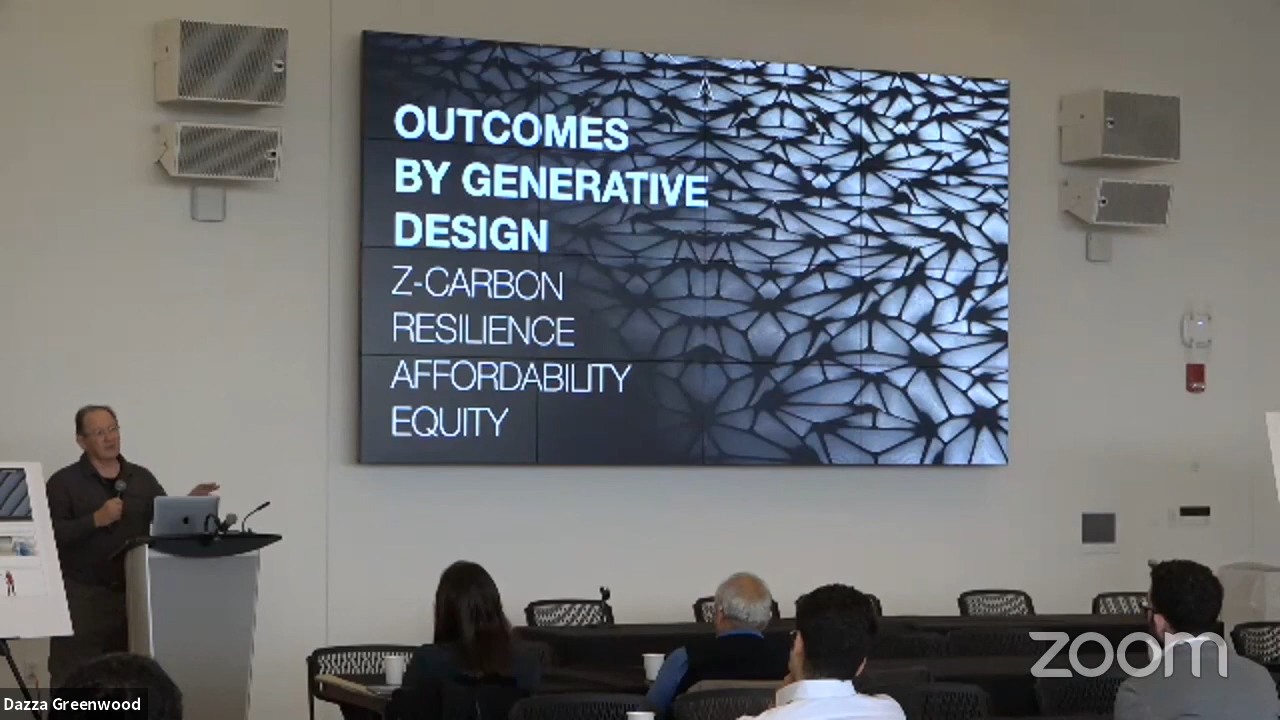 OUTCOMES
BY GENERATIVE
DESIGN
Z-CARBON
RESILIENCE
AFFORDABILITY
EQUITY
zoom
Dazza Greenwood